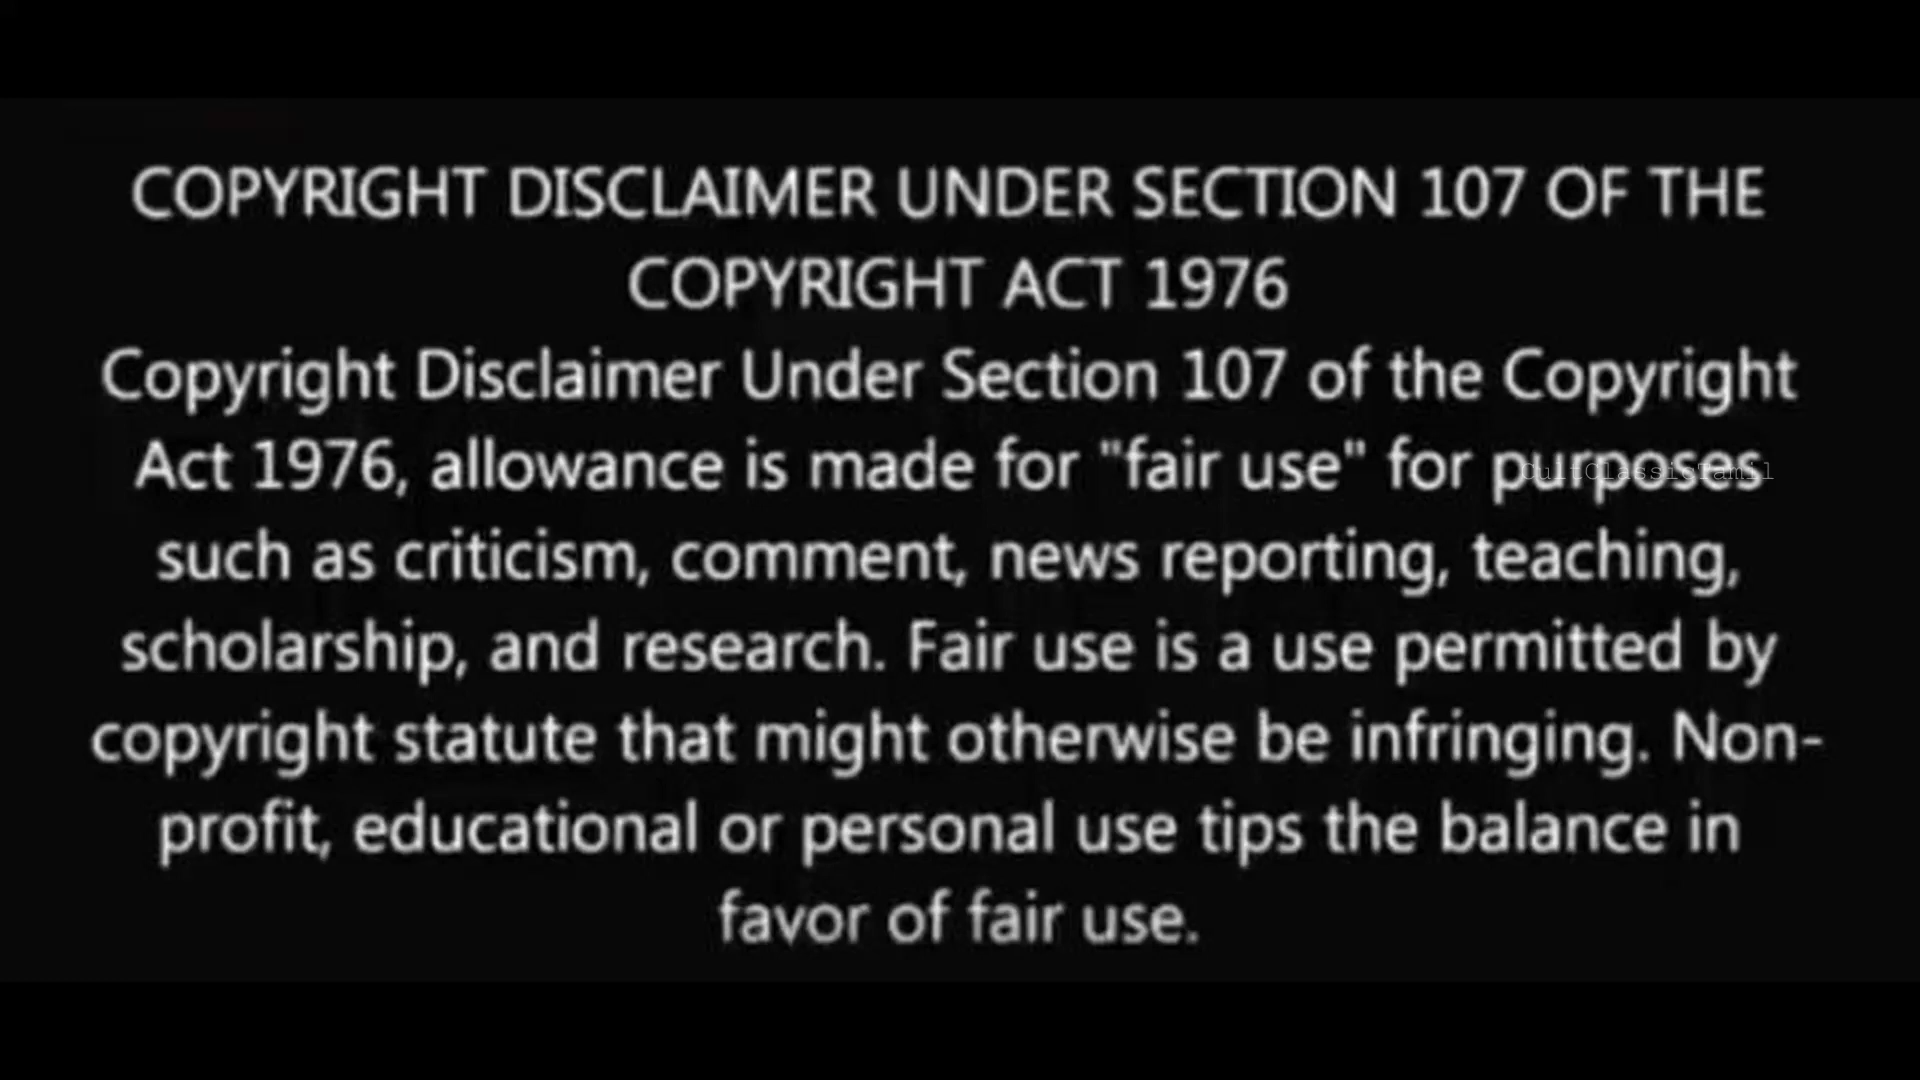 COPYRIGHT DISCLAIMER UNDER SECTION 107 OF THE
COPYRIGHT ACT 1976
Copyright Disclaimer Under Section 107 of the Copyright
Act 1976, allowance is made for "fair use" for purposes
CultClassicTamil
such as criticism, comment, news reporting, teaching,
scholarship, and research. Fair use is a use permitted by
copyright statute that might otherwise be infringing. Non-
profit, educational or personal use tips the balance in
favor of fair use.